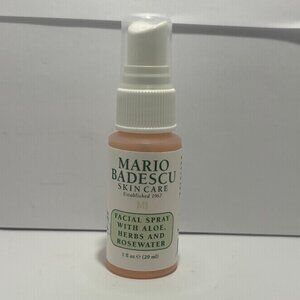 MARIO
BADESCU
SKIN CARE
Established 1967
FACIAL SPRAY
WITH ALOE,
HERBS AND
ROSEWATER
1 fl oz (29 ml)